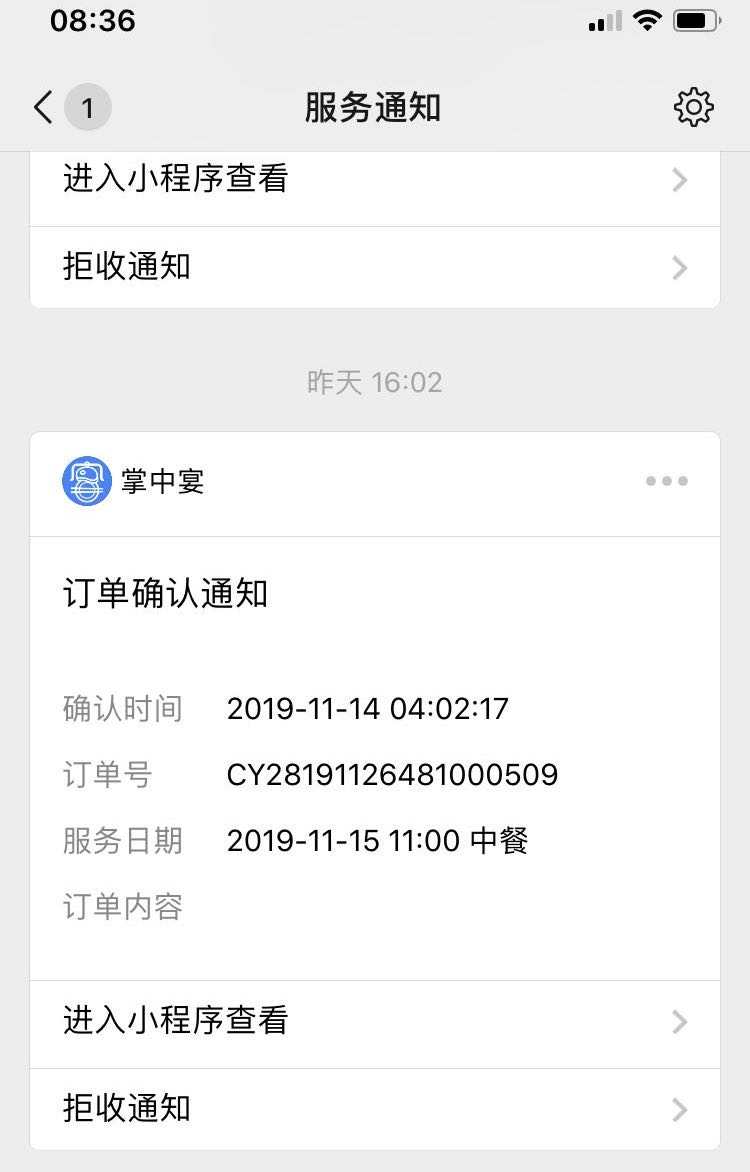 08:36
1
服务通知
进入小程序查看
拒收通知
昨天 16:02
掌中宴
订单确认通知
确认时间 2019-11-14 04:02:17
订单号 CY28191126481000509
服务日期 2019-11-15 11:00 中餐
订单内容
进入小程序查看
拒收通知